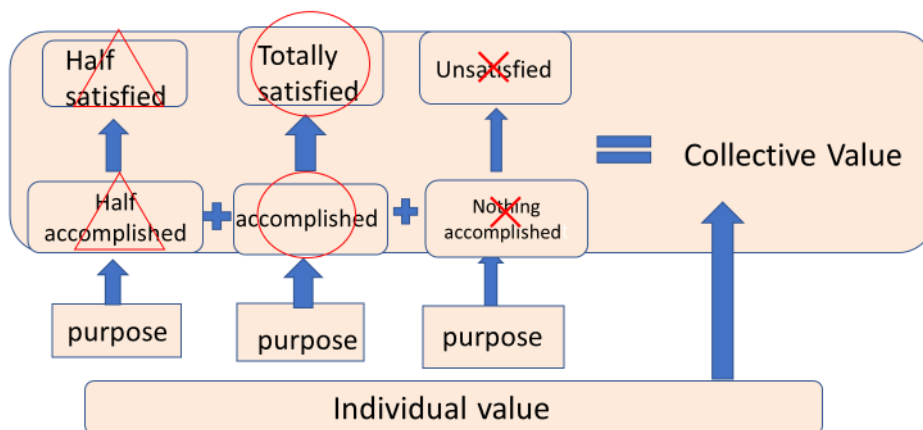 Half
satisfied
Totally
satisfied
Unsatisfied
Half
accomplished
accomplished
Nothing
accomplished
Collective Value
purpose
purpose
purpose
Individual value